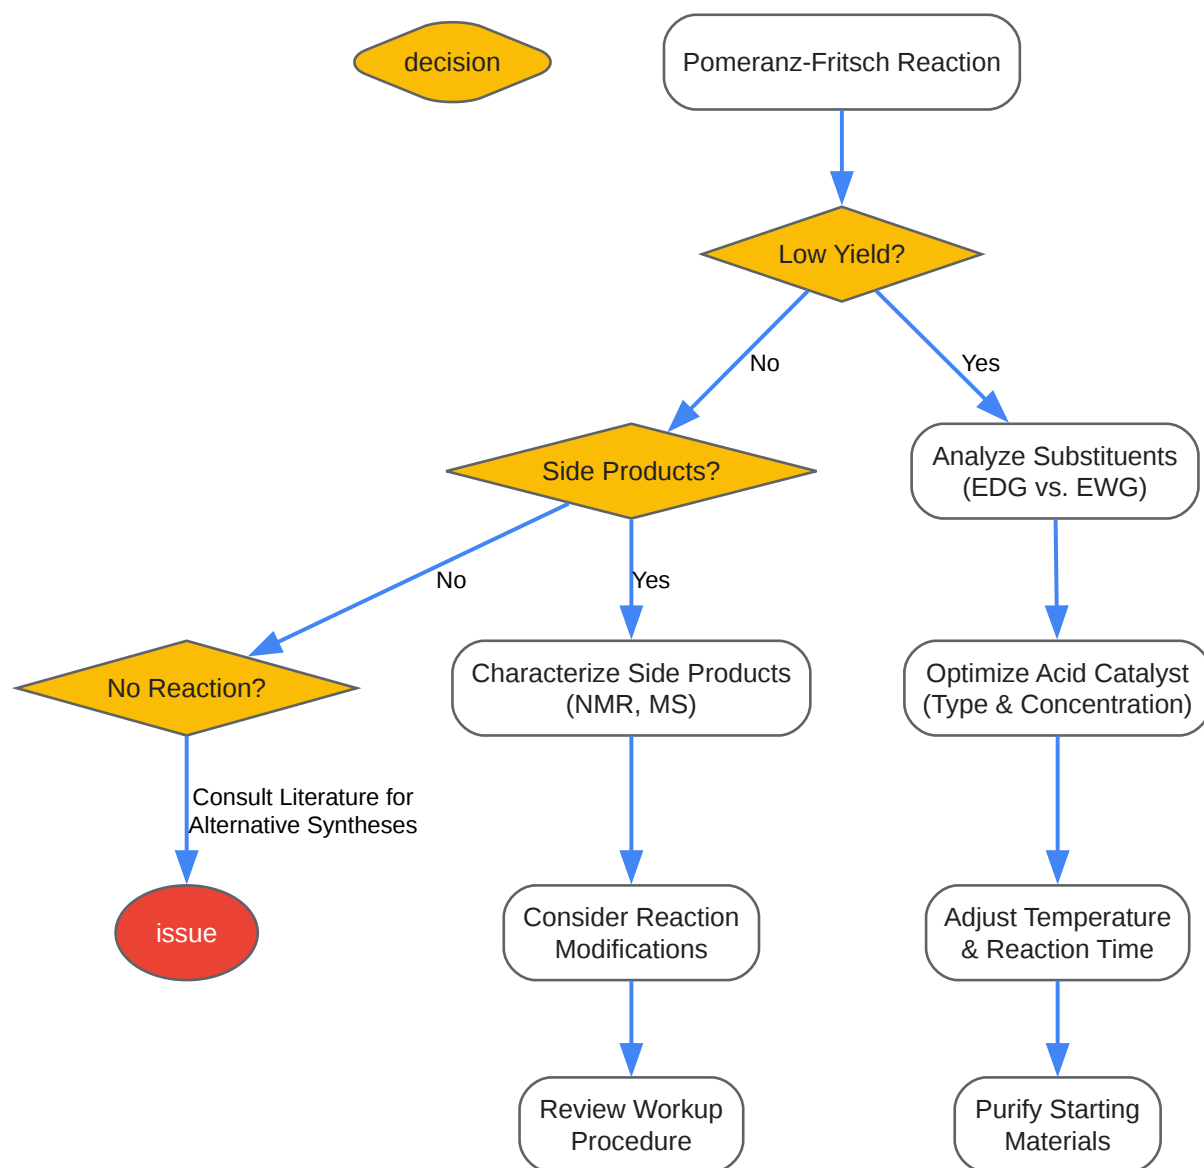 decision
Pomeranz-Fritsch Reaction
Low Yield?
No
Yes
Side Products?
Analyze Substituents
(EDG vs. EWG)
No
Yes
No Reaction?
Characterize Side Products
(NMR, MS)
Optimize Acid Catalyst
(Type & Concentration)
Consult Literature for
Alternative Syntheses
issue
Consider Reaction
Modifications
Adjust Temperature
& Reaction Time
Review Workup
Procedure
Purify Starting
Materials